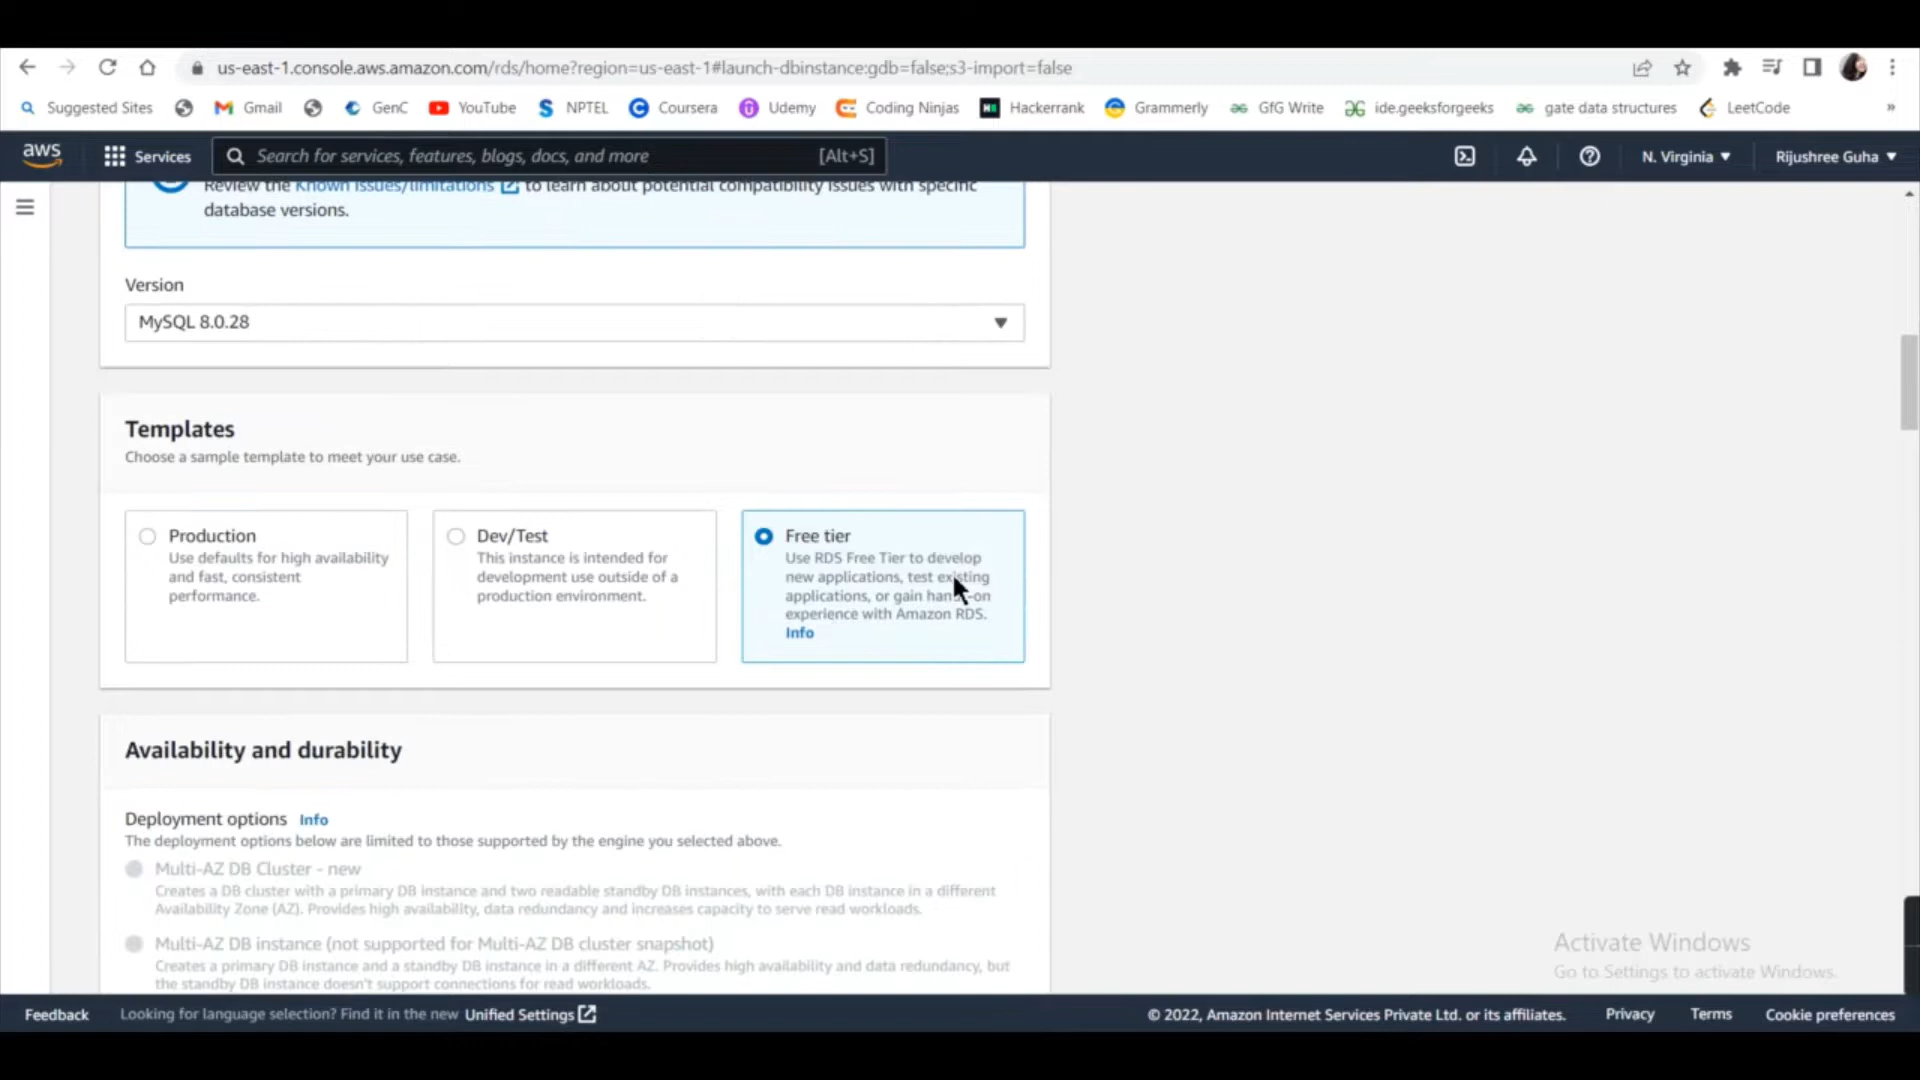 us-east-1.console.aws.amazon.com/rds/home?region=us-east-1#launch-dbinstance:gdb=false;s3-import=false
Suggested Sites Gmail GenC YouTube NPTEL Coursera Udemy Coding Ninjas Hackerrank Grammerly GfG Write ide.geeksforgeeks gate data structures LeetCode »
aws Services Search for services, features, blogs, docs, and more [Alt+S] N. Virginia Rijushree Guha
Review the Known Issues/limitations to learn about potential compatibility issues with specific
database versions.
Version
MySQL 8.0.28
Templates
Choose a sample template to meet your use case.
Production
Use defaults for high availability
and fast, consistent
performance.
Dev/Test
This instance is intended for
development use outside of a
production environment.
Free tier
Use RDS Free Tier to develop
new applications, test existing
applications, or gain hands-on
experience with Amazon RDS.
Info
Availability and durability
Deployment options Info
The deployment options below are limited to those supported by the engine you selected above.
Multi-AZ DB Cluster - new
Creates a DB cluster with a primary DB instance and two readable standby DB instances, with each DB instance in a different
Availability Zone (AZ). Provides high availability, data redundancy and increases capacity to serve read workloads.
Multi-AZ DB instance (not supported for Multi-AZ DB cluster snapshot)
Creates a primary DB instance and a standby DB instance in a different AZ. Provides high availability and data redundancy, but
the standby DB instance doesn't support connections for read workloads.
Activate Windows
Go to Settings to activate Windows.
Feedback Looking for language selection? Find it in the new Unified Settings © 2022, Amazon Internet Services Private Ltd. or its affiliates. Privacy Terms Cookie preferences